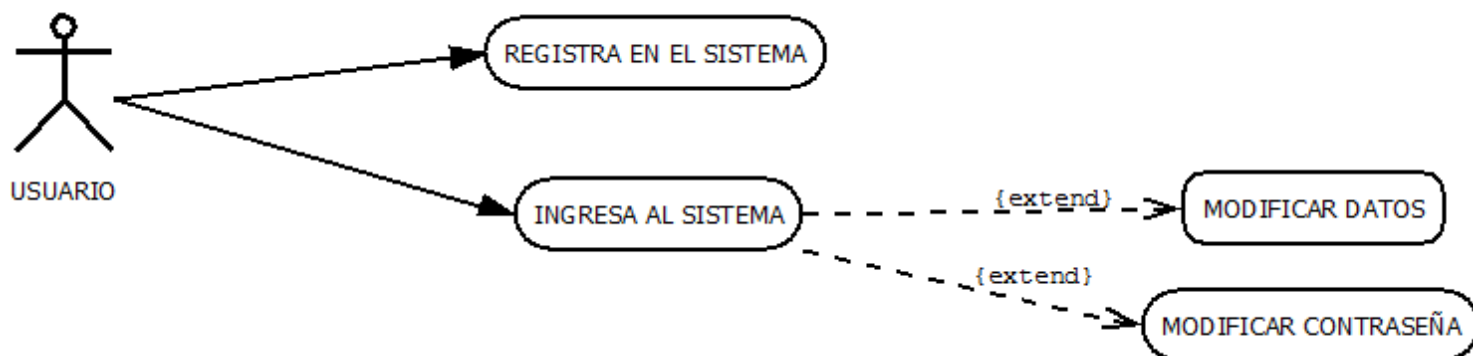 REGISTRA EN EL SISTEMA
USUARIO
INGRESA AL SISTEMA
{extend}
MODIFICAR DATOS
{extend}
MODIFICAR CONTRASEÑA